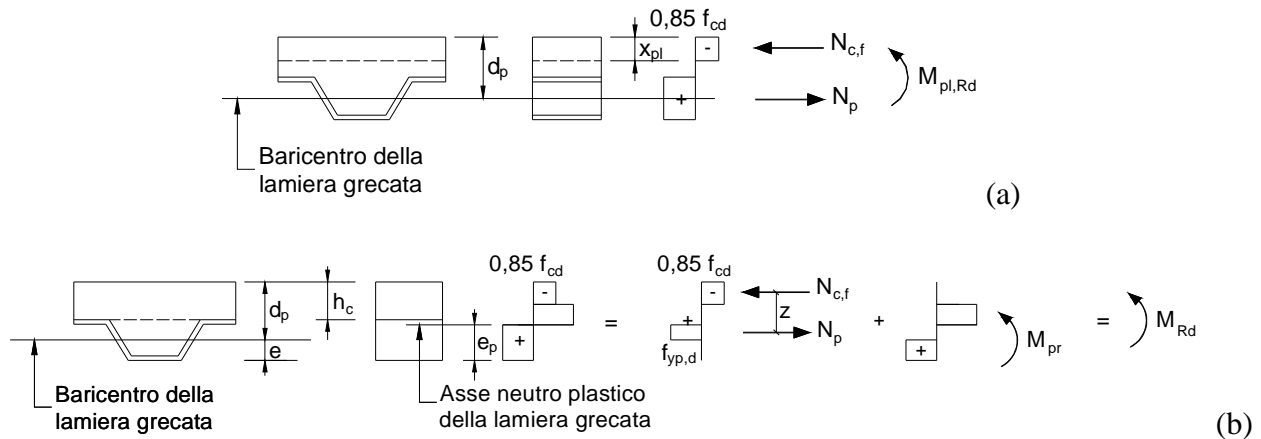 0,85 f_cd
d_p
x_pl
-
+
N_c,f
N_p
M_pl,Rd
Baricentro della
lamiera grecata
(a)
d_p
e
h_c
e_p
0,85 f_cd
-
+
=
0,85 f_cd
-
+
f_yp,d
z
N_c,f
N_p
+
+
M_pr
=
M_Rd
Baricentro della
lamiera grecata
Asse neutro plastico
della lamiera grecata
(b)